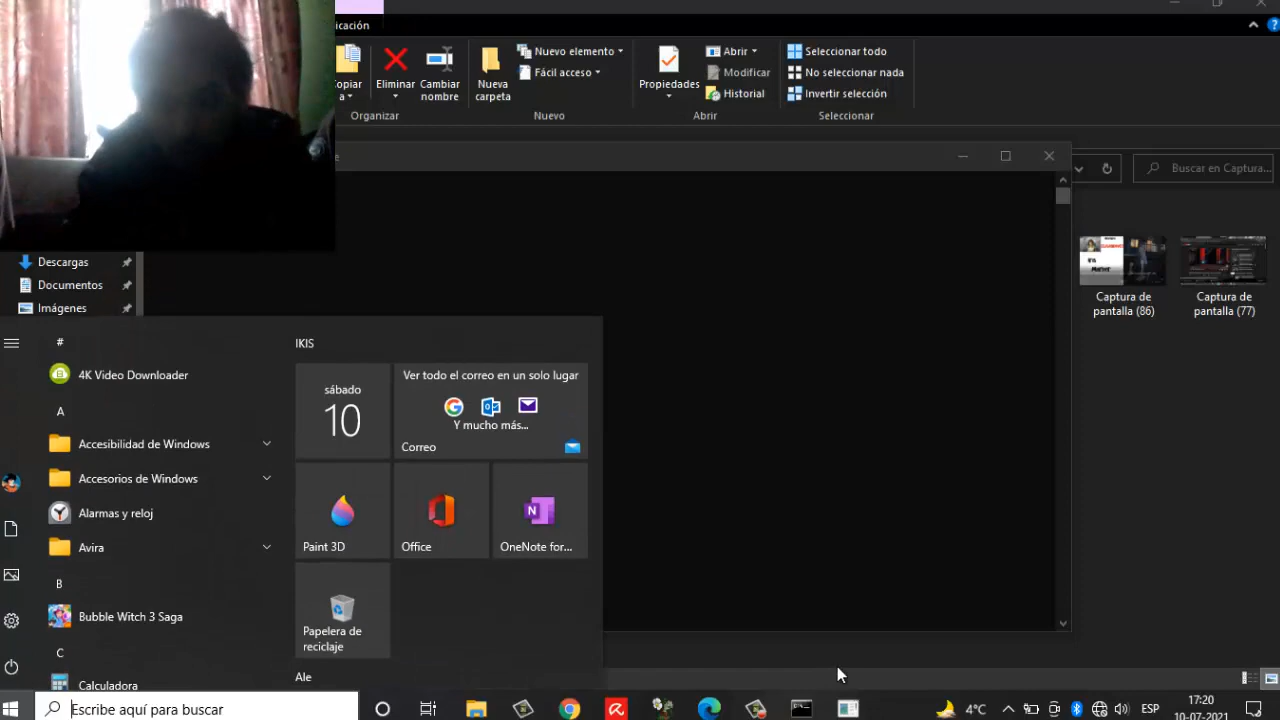 icación
Copiar
a
Eliminar
Cambiar
nombre
Nueva
carpeta
Nuevo elemento
Fácil acceso
Propiedades
Abrir
Modificar
Historial
Seleccionar todo
No seleccionar nada
Invertir selección
Organizar
Nuevo
Abrir
Seleccionar
e
Buscar en Captura...
Descargas
Documentos
Imágenes
Captura de
pantalla (86)
Captura de
pantalla (77)
#
4K Video Downloader
A
Accesibilidad de Windows
Accesorios de Windows
Alarmas y reloj
Avira
B
Bubble Witch 3 Saga
C
Calculadora
IKIS
sábado
10
Ver todo el correo en un solo lugar
Y mucho más...
Correo
Paint 3D
Office
OneNote for...
Papelera de
reciclaje
Ale
Escribe aquí para buscar
4°C
ESP
17:20
10-07-2021